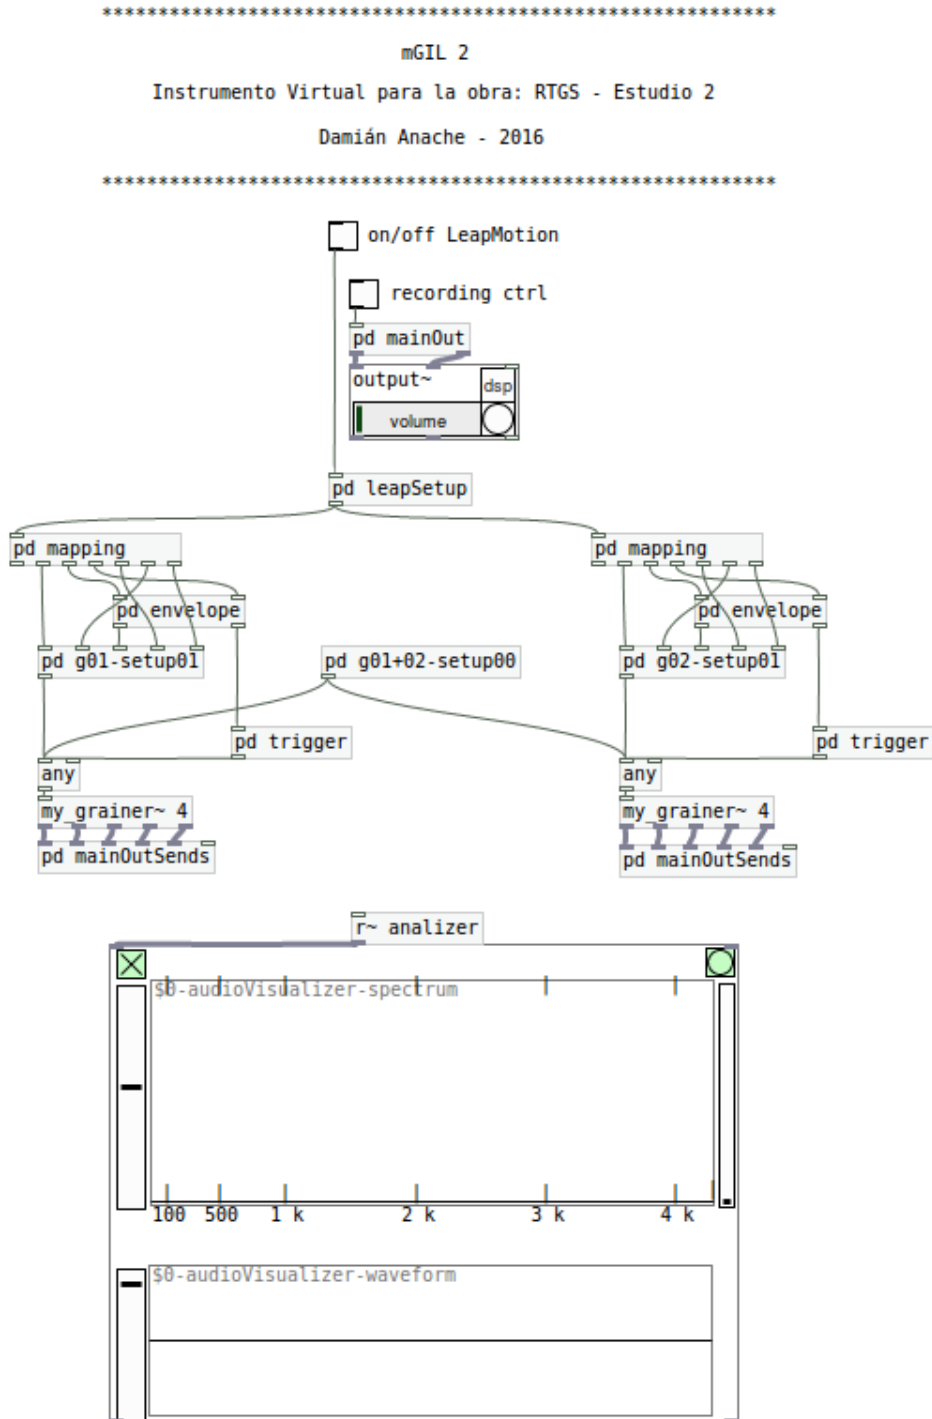 ************************************************************
mGIL 2
Instrumento Virtual para la obra: RTGS - Estudio 2
Damián Anache - 2016
************************************************************
on/off LeapMotion
recording ctrl
pd mainOut
output~
dsp
volume
pd leapSetup
pd mapping
pd mapping
pd envelope
pd envelope
pd g01-setup01
pd g01+02-setup00
pd g02-setup01
pd trigger
pd trigger
any
any
my_grainer~ 4
my_grainer~ 4
pd mainOutSends
pd mainOutSends
r~ analizer
$0-audioVisualizer-spectrum
100 500 1 k 2 k 3 k 4 k
$0-audioVisualizer-waveform